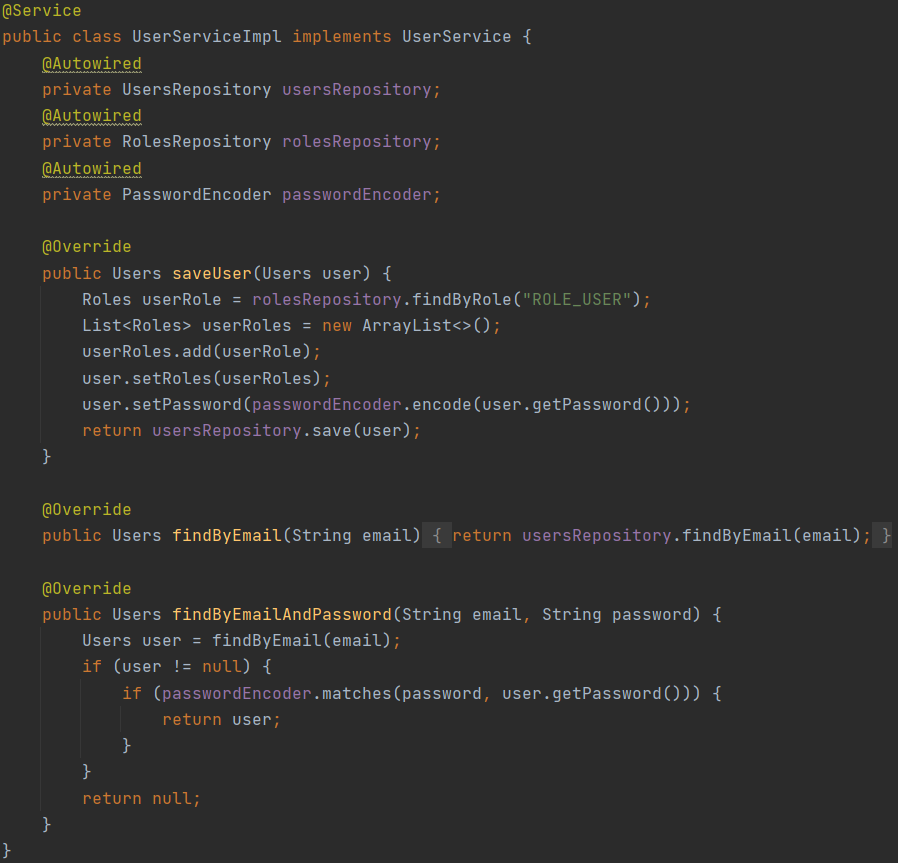 @Service
public class UserServiceImpl implements UserService {
    @Autowired
    private UsersRepository usersRepository;
    @Autowired
    private RolesRepository rolesRepository;
    @Autowired
    private PasswordEncoder passwordEncoder;

    @Override
    public Users saveUser(Users user) {
        Roles userRole = rolesRepository.findByRole("ROLE_USER");
        List<Roles> userRoles = new ArrayList<>();
        userRoles.add(userRole);
        user.setRoles(userRoles);
        user.setPassword(passwordEncoder.encode(user.getPassword()));
        return usersRepository.save(user);
    }

    @Override
    public Users findByEmail(String email) { return usersRepository.findByEmail(email); }

    @Override
    public Users findByEmailAndPassword(String email, String password) {
        Users user = findByEmail(email);
        if (user != null) {
            if (passwordEncoder.matches(password, user.getPassword())) {
                return user;
            }
        }
        return null;
    }
}